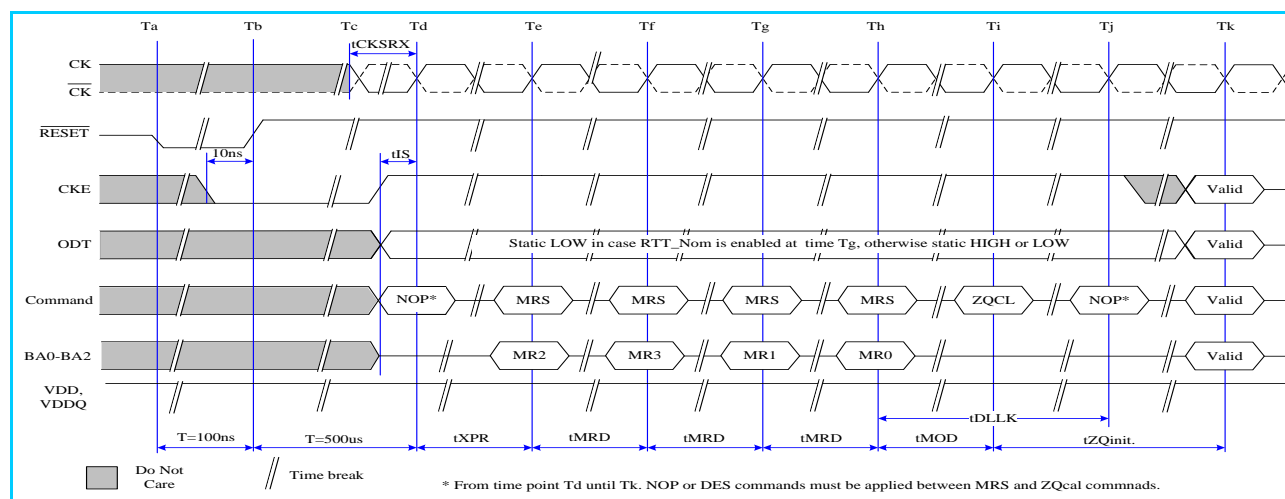 Ta Tb Tc Td Te Tf Tg Th Ti Tj Tk
tCKSRX
CK
CK
RESET
10ns
tIS
CKE
Valid
ODT
Static LOW in case RTT_Nom is enabled at time Tg, otherwise static HIGH or LOW
Valid
Command
NOP* MRS MRS MRS MRS ZQCL NOP* Valid
BA0-BA2
MR2 MR3 MR1 MR0 Valid
VDD,
VDDQ
tDLLK
T=100ns T=500us tXPR tMRD tMRD tMRD tMOD tZQinit.
Do Not
Care
Time break
* From time point Td until Tk. NOP or DES commands must be applied between MRS and ZQcal commnads.